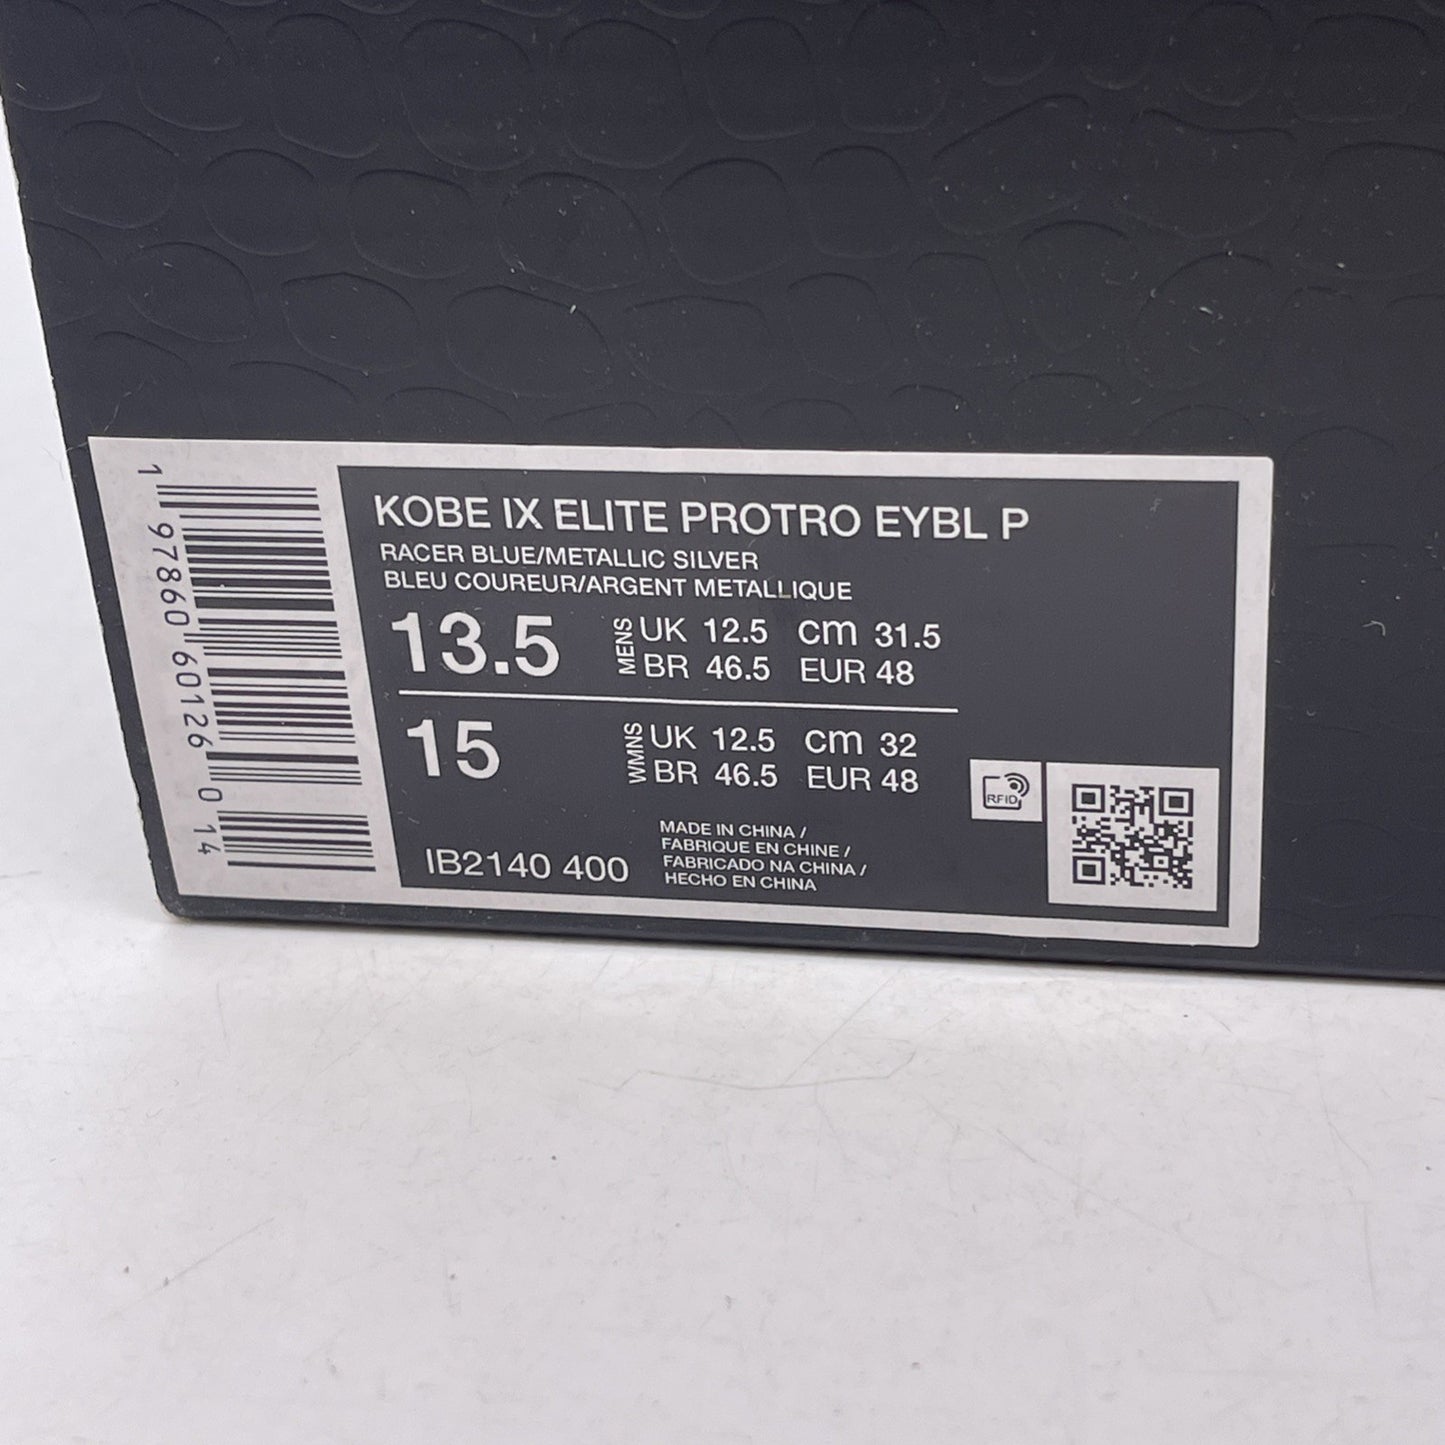 1 97860 60126 0 14
KOBE IX ELITE PROTRO EYBL P
RACER BLUE/METALLIC SILVER
BLEU COUREUR/ARGENT METALLIQUE
13.5 MENS UK 12.5 cm 31.5
BR 46.5 EUR 48
15 WMNS UK 12.5 cm 32
BR 46.5 EUR 48
IB2140 400
MADE IN CHINA /
FABRIQUE EN CHINE /
FABRICADO NA CHINA /
HECHO EN CHINA
RFID